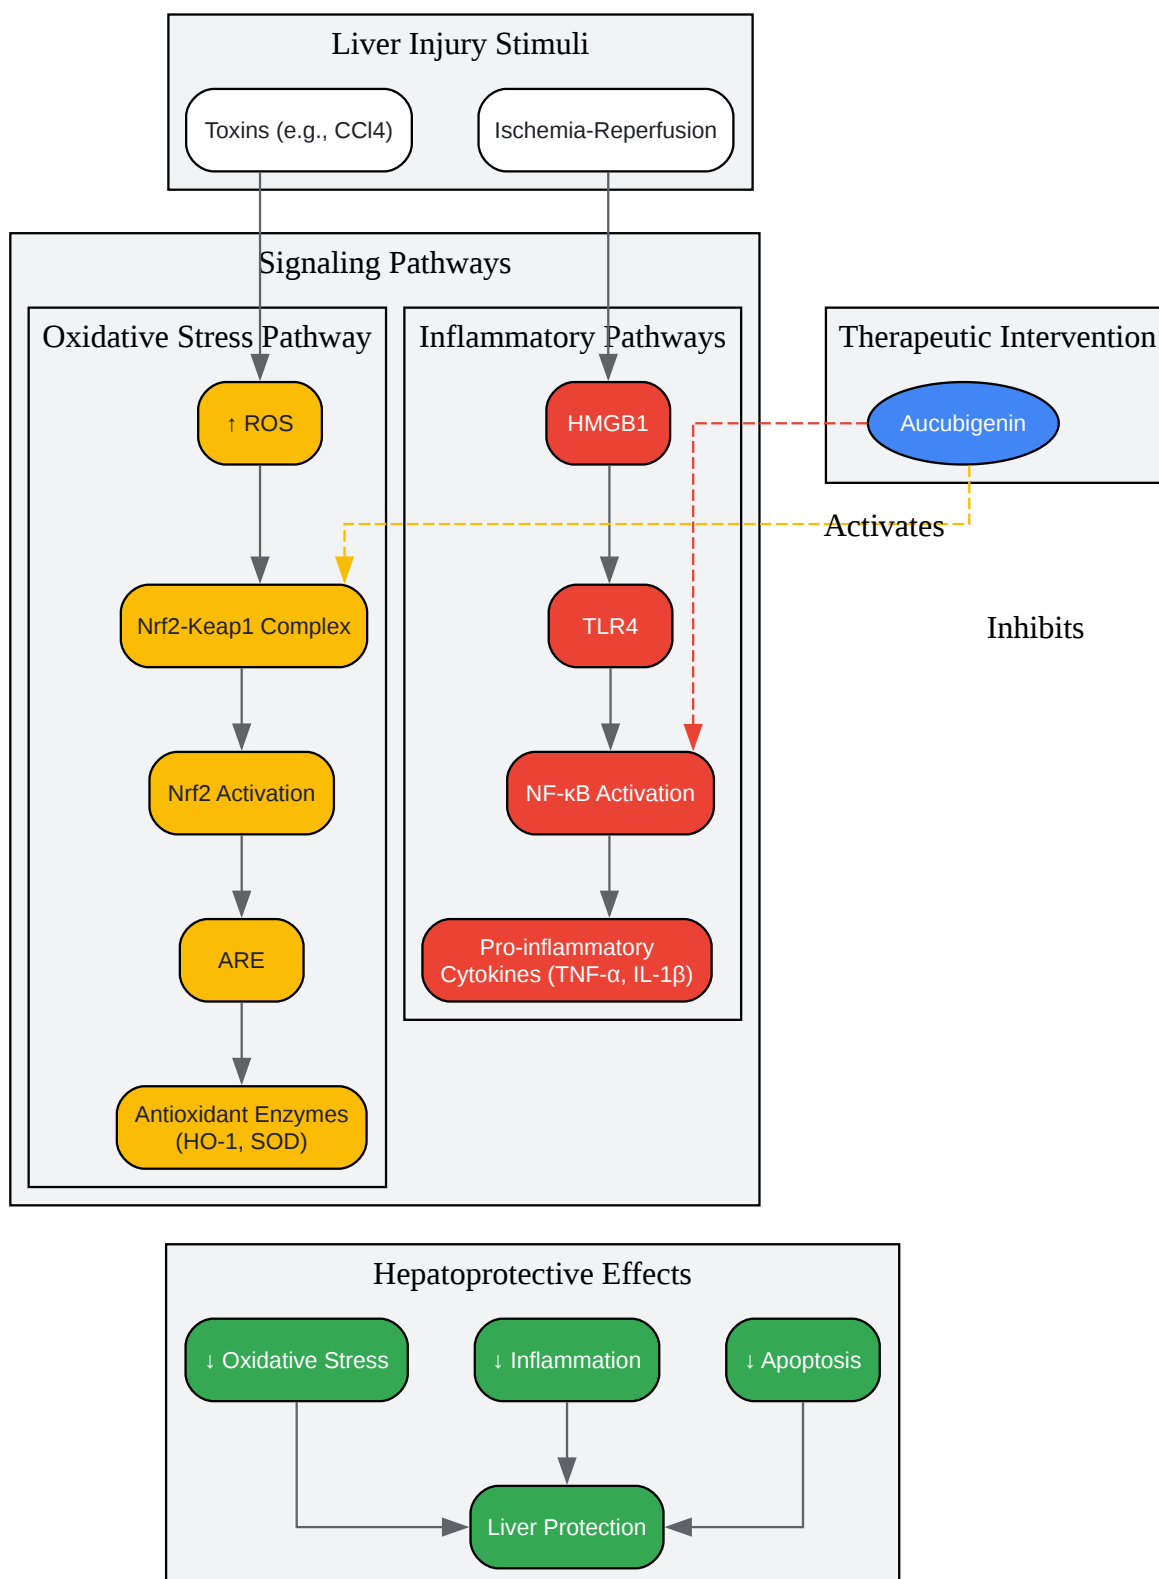 Liver Injury Stimuli
Toxins (e.g., CCl4)
Ischemia-Reperfusion
Signaling Pathways
Oxidative Stress Pathway
Inflammatory Pathways
Therapeutic Intervention
↑ ROS
HMGB1
Aucubigenin
Activates
Nrf2-Keap1 Complex
TLR4
Inhibits
Nrf2 Activation
NF-κB Activation
ARE
Pro-inflammatory
Cytokines (TNF-α, IL-1β)
Antioxidant Enzymes
(HO-1, SOD)
Hepatoprotective Effects
↓ Oxidative Stress
↓ Inflammation
↓ Apoptosis
Liver Protection